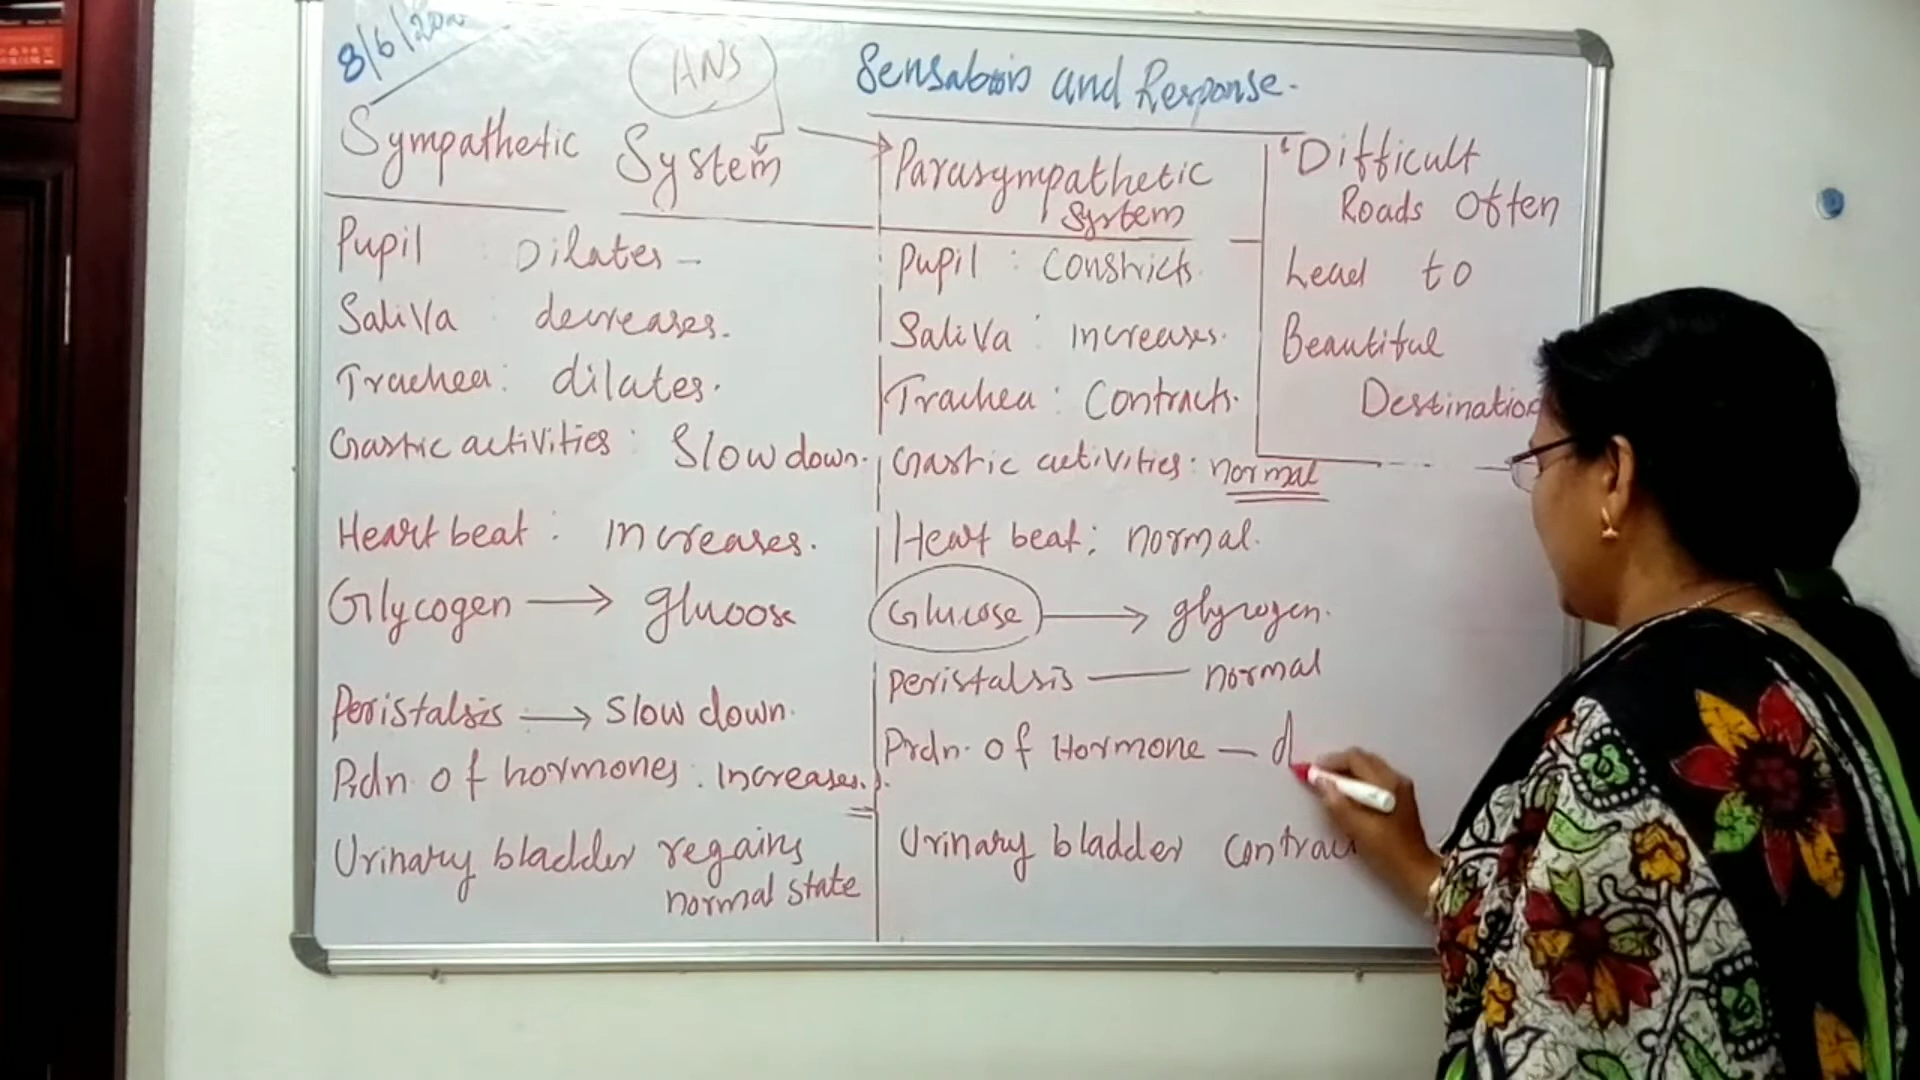 8/6/20
ANS
Sensations and Response.
Sympathetic System
Pupil : Dilates -
Saliva : decreases.
Trachea : dilates.
Gastric activities : Slow down.
Heart beat : increases.
Glycogen → glucose
Peristalsis → Slow down.
Prdn. of hormones : increases.
Urinary bladder regains
normal state
Parasympathetic
System
Pupil : Constricts
Saliva : increases.
Trachea : Contracts.
Gastric activities : normal
Heart beat : normal.
Glucose → glycogen.
Peristalsis — normal
Prdn. of Hormone — d
Urinary bladder contrac
'Difficult
Roads Often
Lead to
Beautiful
Destination